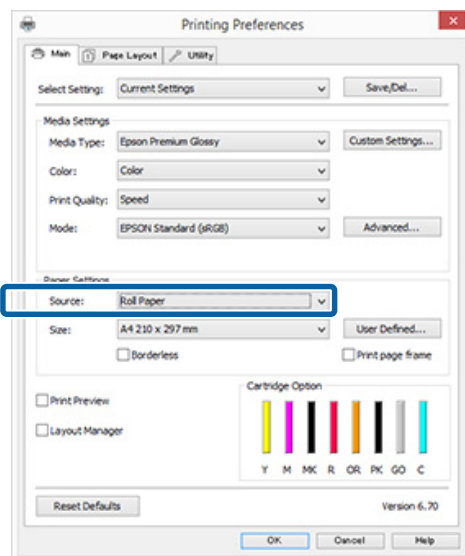 Printing Preferences
Main Page Layout Utility
Select Setting: Current Settings Save/Del...
Media Settings
Media Type: Epson Premium Glossy Custom Settings...
Color: Color
Print Quality: Speed
Mode: EPSON Standard (sRGB) Advanced...
Paper Settings
Source: Roll Paper
Size: A4 210 x 297 mm User Defined...
Borderless Print page frame
Cartridge Option
Print Preview
Layout Manager
Y M MK R OR PK GO C
Reset Defaults Version 6.70
OK Cancel Help